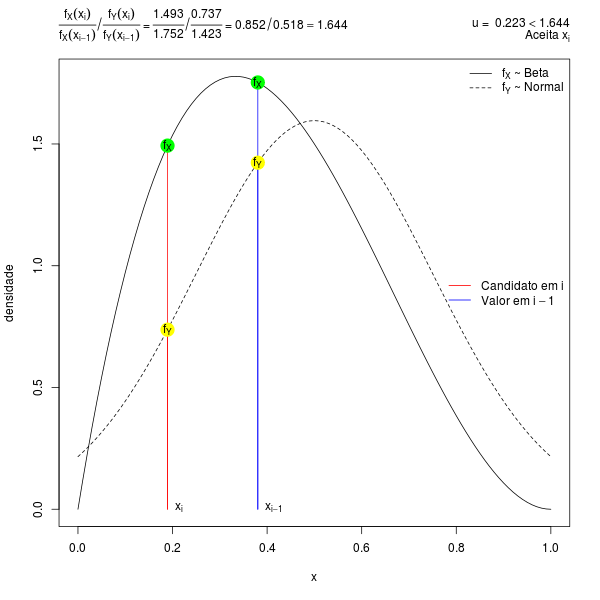 fX(xi)/fX(xi−1) / fY(xi)/fY(xi−1) = 1.493/1.752 / 0.737/1.423 = 0.852/0.518 = 1.644
u = 0.223 < 1.644
Aceita xi
fX ~ Beta
fY ~ Normal
fX
fX
fY
fY
Candidato em i
Valor em i − 1
xi
xi−1
densidade
0.0
0.5
1.0
1.5
0.0 0.2 0.4 0.6 0.8 1.0
x